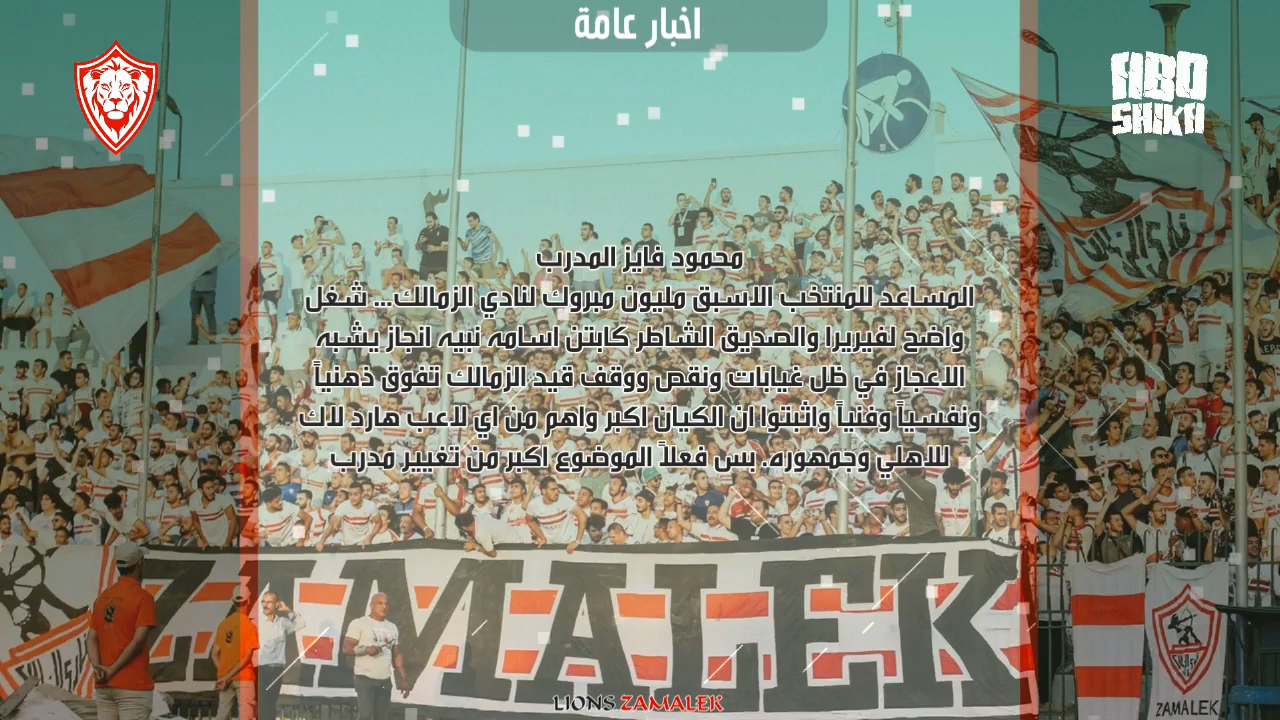 اخبار عامة
ABO
SHIKA
محمود فايز المدرب
المساعد للمنتخب الاسبق مليون مبروك لنادي الزمالك... شغل
واضح لفيريرا والصديق الشاطر كابتن اسامه نبيه انجاز يشبه
الاعجاز في ظل غيابات ونقص ووقف قيد الزمالك تفوق ذهنياً
ونفسياً وفنياً واثبتوا ان الكيان اكبر واهم من اي لاعب هارد لاك
للاهلي وجمهوره. بس فعلاً الموضوع اكبر من تغيير مدرب
ZAMALEK
ZAMALEK
LIONS ZAMALEK